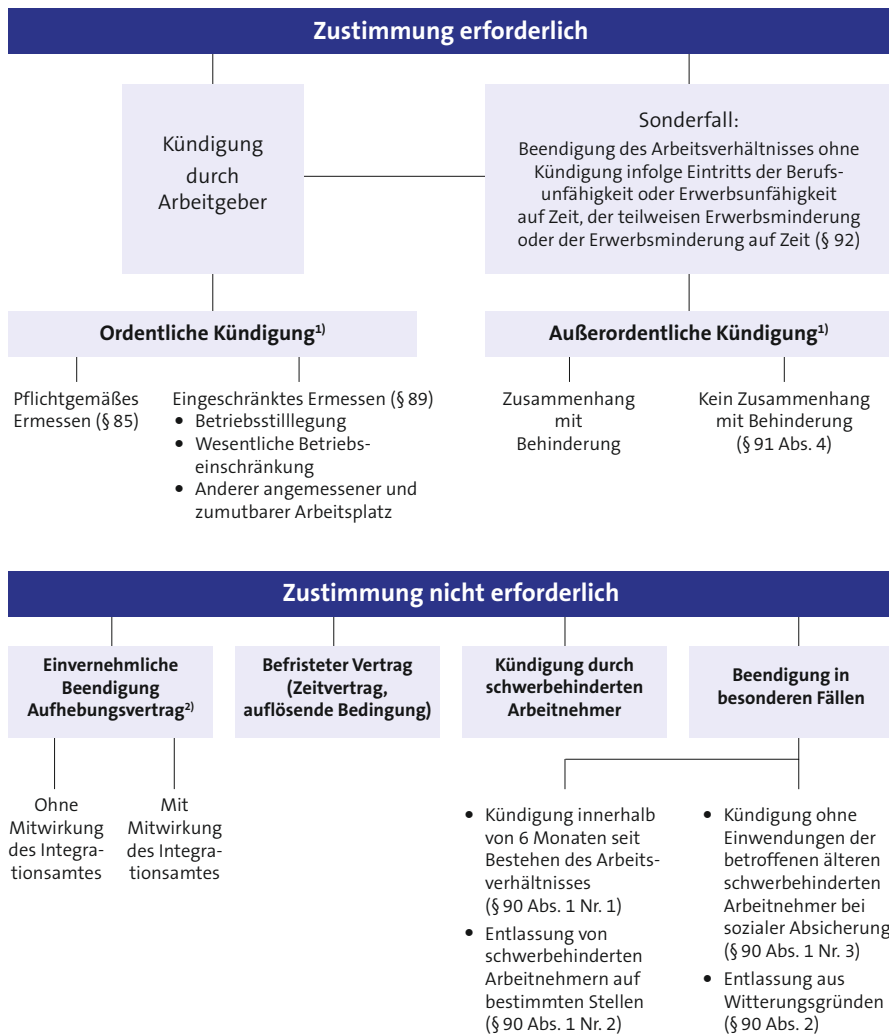 Zustimmung erforderlich
Kündigung
durch
Arbeitgeber
Sonderfall:
Beendigung des Arbeitsverhältnisses ohne
Kündigung infolge Eintritts der Berufs-
unfähigkeit oder Erwerbsunfähigkeit
auf Zeit, der teilweisen Erwerbsminderung
oder der Erwerbsminderung auf Zeit (§ 92)
Ordentliche Kündigung¹⁾
Außerordentliche Kündigung¹⁾
Pflichtgemäßes
Ermessen (§ 85)
Eingeschränktes Ermessen (§ 89)
• Betriebsstilllegung
• Wesentliche Betriebs-
einschränkung
• Anderer angemessener und
zumutbarer Arbeitsplatz
Zusammenhang
mit
Behinderung
Kein Zusammenhang
mit Behinderung
(§ 91 Abs. 4)
Zustimmung nicht erforderlich
Einvernehmliche
Beendigung
Aufhebungsvertrag²⁾
Befristeter Vertrag
(Zeitvertrag,
auflösende Bedingung)
Kündigung durch
schwerbehinderten
Arbeitnehmer
Beendigung in
besonderen Fällen
Ohne
Mitwirkung
des Integra-
tionsamtes
Mit
Mitwirkung
des Integra-
tionsamtes
• Kündigung innerhalb
von 6 Monaten seit
Bestehen des Arbeits-
verhältnisses
(§ 90 Abs. 1 Nr. 1)
• Entlassung von
schwerbehinderten
Arbeitnehmern auf
bestimmten Stellen
(§ 90 Abs. 1 Nr. 2)
• Kündigung ohne
Einwendungen der
betroffenen älteren
schwerbehinderten
Arbeitnehmer bei
sozialer Absicherung
(§ 90 Abs. 1 Nr. 3)
• Entlassung aus
Witterungsgründen
(§ 90 Abs. 2)